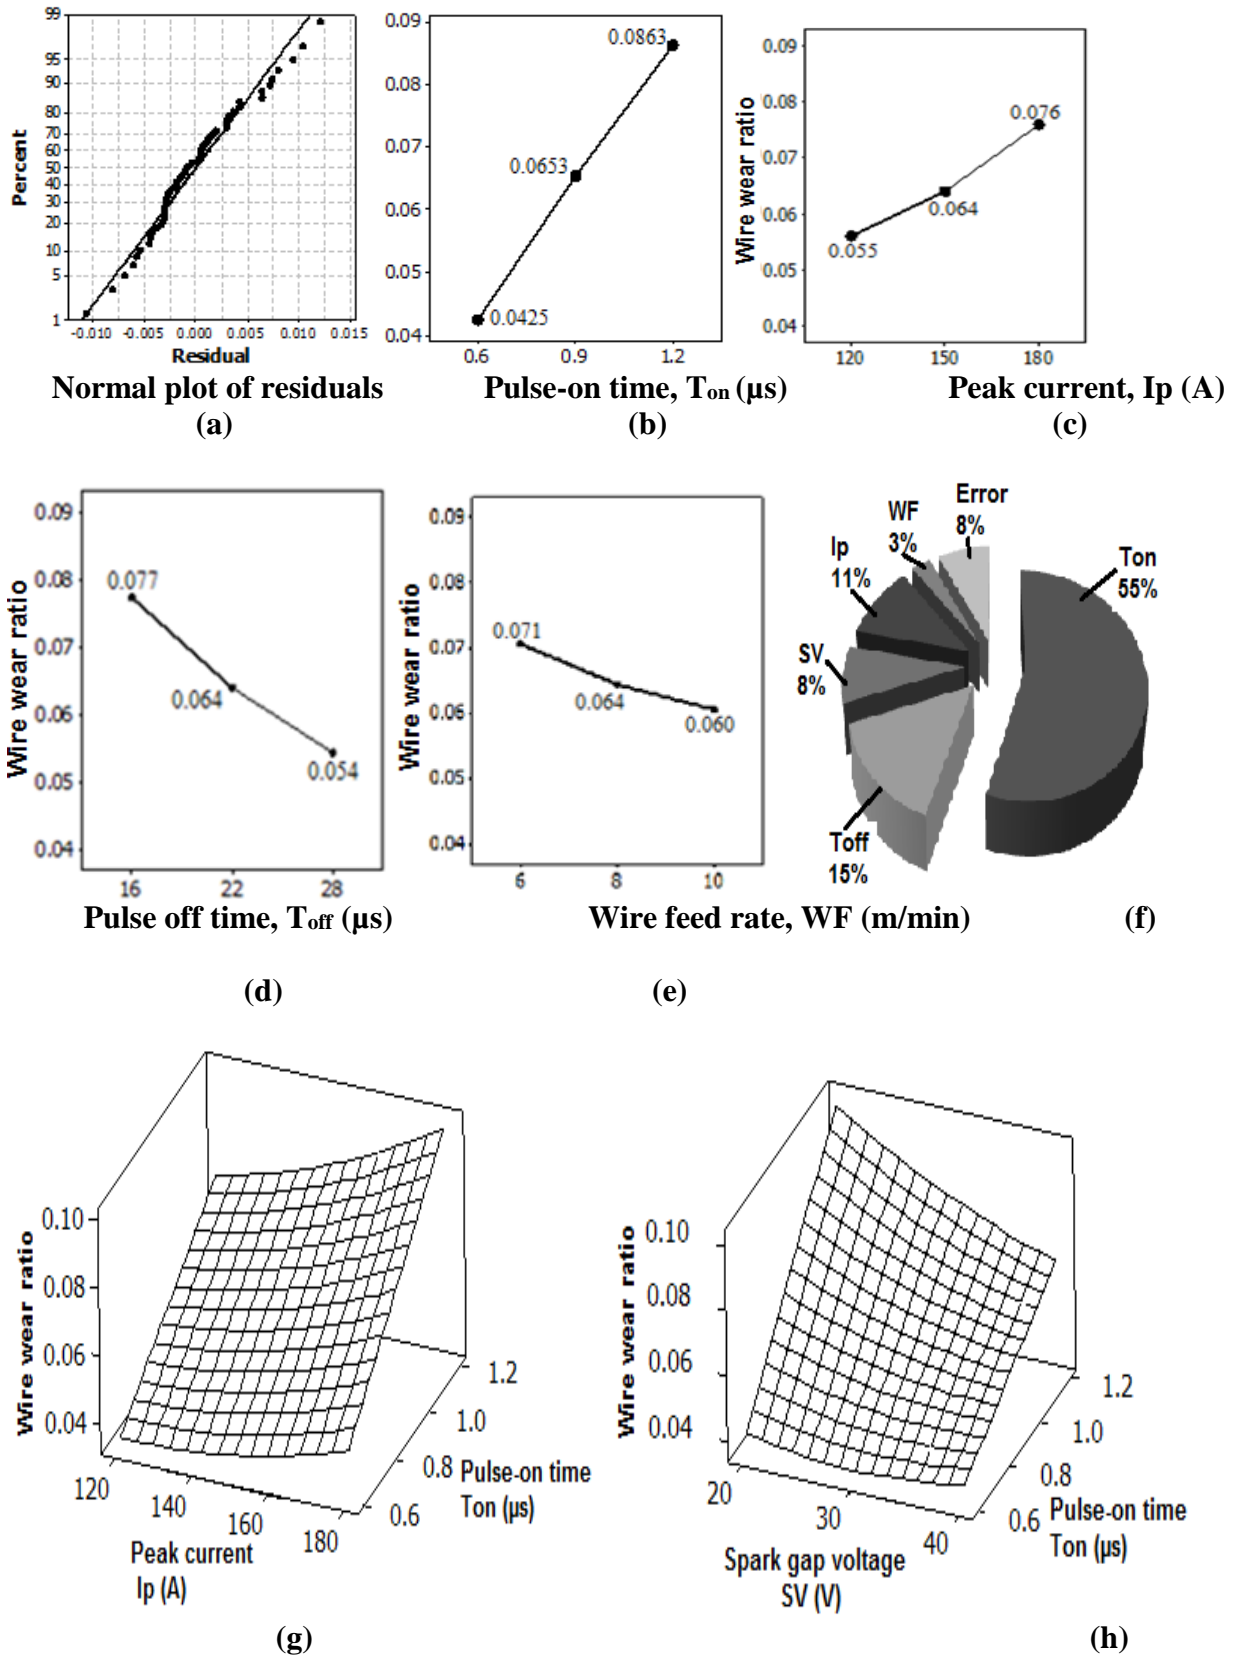 99
95
90
80
70
60
50
40
30
20
10
5
1
Percent
-0.010 -0.005 0.000 0.005 0.010 0.015
Residual
Normal plot of residuals
(a)
0.09
0.08
0.07
0.06
0.05
0.04
0.0863
0.0653
0.0425
0.6 0.9 1.2
Pulse-on time, Ton (µs)
(b)
Wire wear ratio
0.09
0.08
0.07
0.06
0.05
0.04
0.076
0.064
0.055
120 150 180
Peak current, Ip (A)
(c)
Wire wear ratio
0.09
0.08
0.07
0.06
0.05
0.04
0.077
0.064
0.054
16 22 28
Pulse off time, Toff (µs)
(d)
Wire wear ratio
0.09
0.08
0.07
0.06
0.05
0.04
0.071
0.064
0.060
6 8 10
Wire feed rate, WF (m/min)
(e)
Error
8%
WF
3%
Ip
11%
SV
8%
Toff
15%
Ton
55%
(f)
Wire wear ratio
0.10
0.08
0.06
0.04
120
140
160
180
Peak current
Ip (A)
1.2
1.0
0.8
0.6
Pulse-on time
Ton (µs)
(g)
Wire wear ratio
0.10
0.08
0.06
0.04
20
30
40
Spark gap voltage
SV (V)
1.2
1.0
0.8
0.6
Pulse-on time
Ton (µs)
(h)